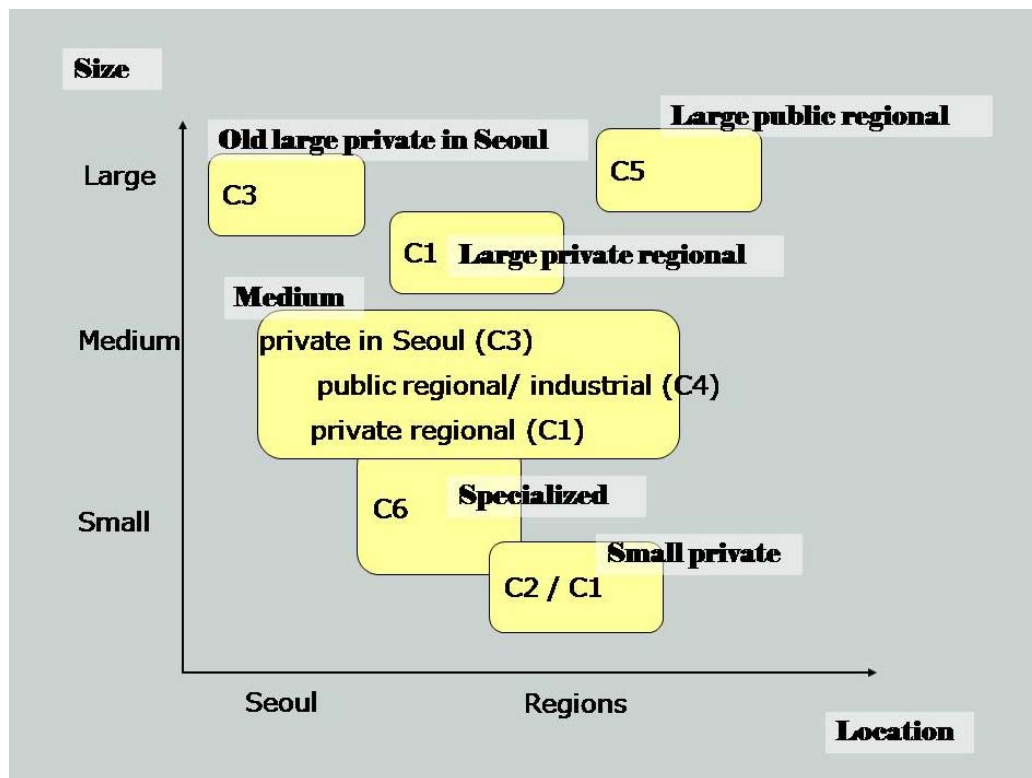 Size
Large public regional
Old large private in Seoul
Large
C3
C5
C1
Large private regional
Medium
Medium
private in Seoul (C3)
public regional/ industrial (C4)
private regional (C1)
Small
C6
Specialized
Small private
C2 / C1
Seoul
Regions
Location